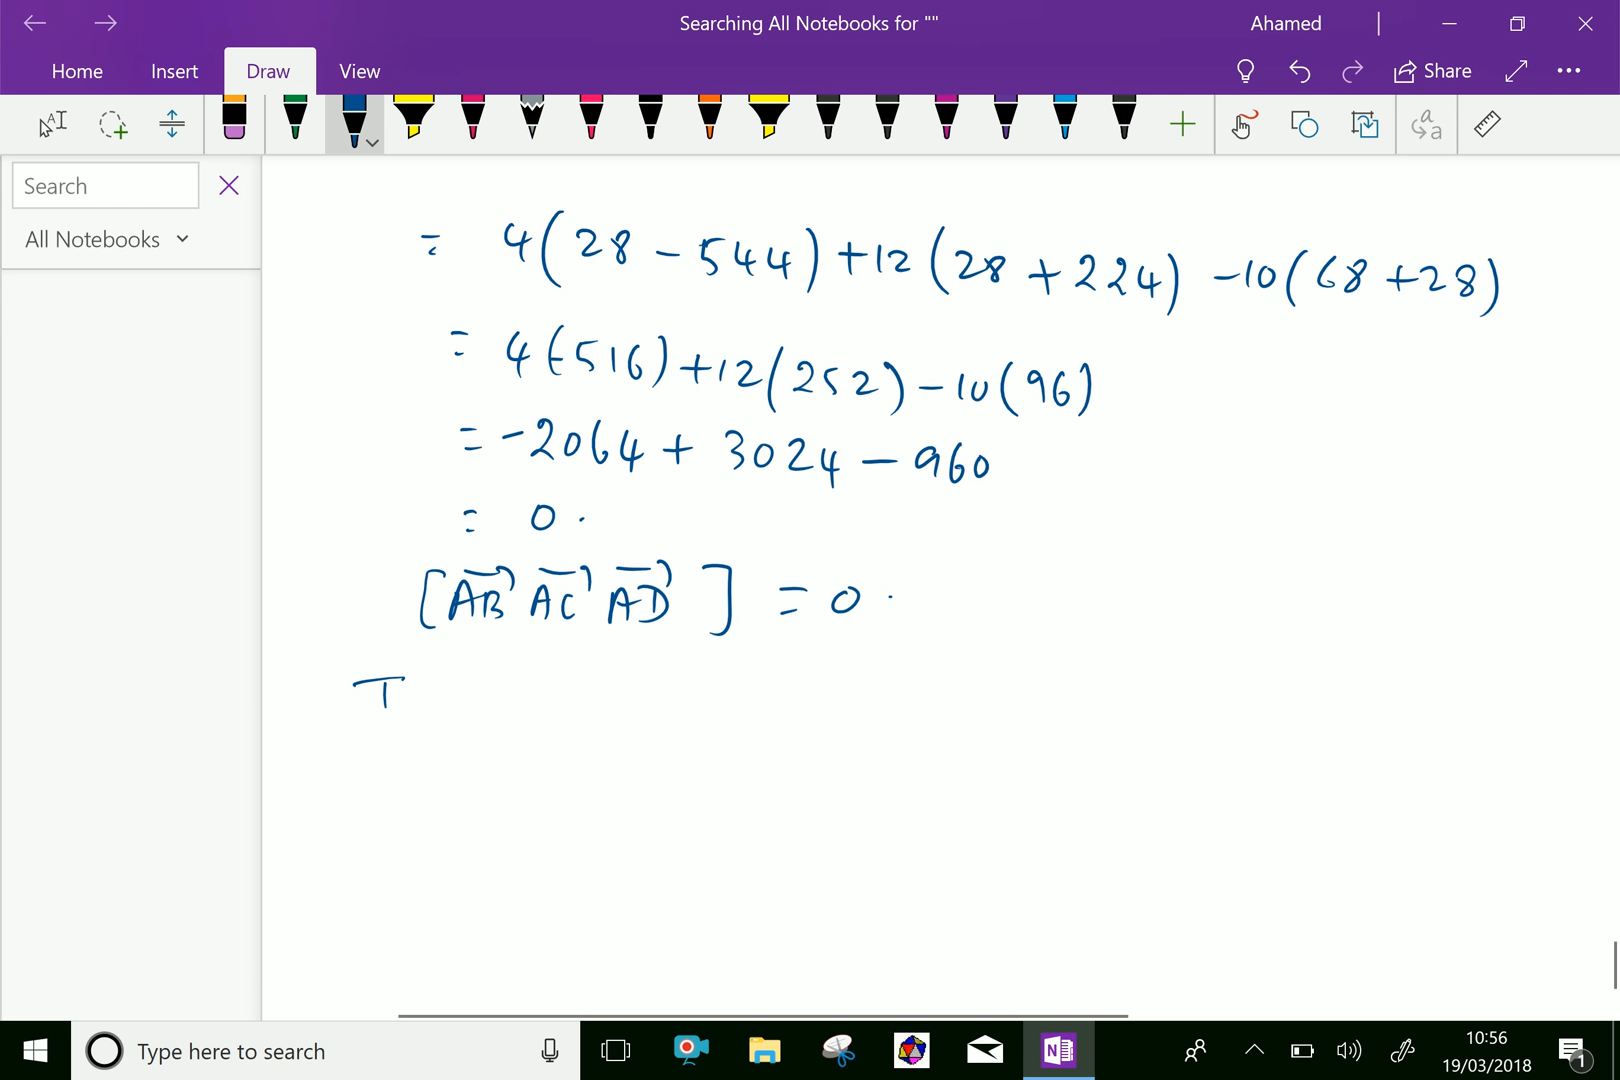 Searching All Notebooks for ""
Ahamed
Home Insert Draw View
Share
Search
All Notebooks
= 4(28 - 544) +12(28 + 224) -10(68 +28)
= 4(-516) +12(252) -10(96)
= -2064 + 3024 - 960
= 0.
[AB⃗ AC⃗ AD⃗] = 0.
T
Type here to search
10:56
19/03/2018
1